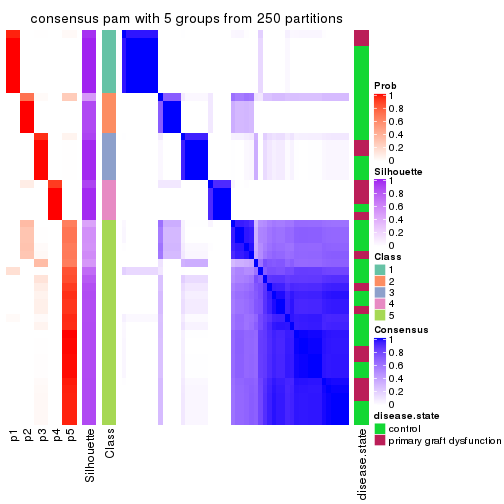 consensus pam with 5 groups from 250 partitions
Prob
1
0.8
0.6
0.4
0.2
0
Silhouette
1
0.8
0.6
0.4
0.2
0
Class
1
2
3
4
5
Consensus
1
0.8
0.6
0.4
0.2
0
disease.state
control
primary graft dysfunction
p1
p2
p3
p4
p5
Silhouette
Class
disease.state